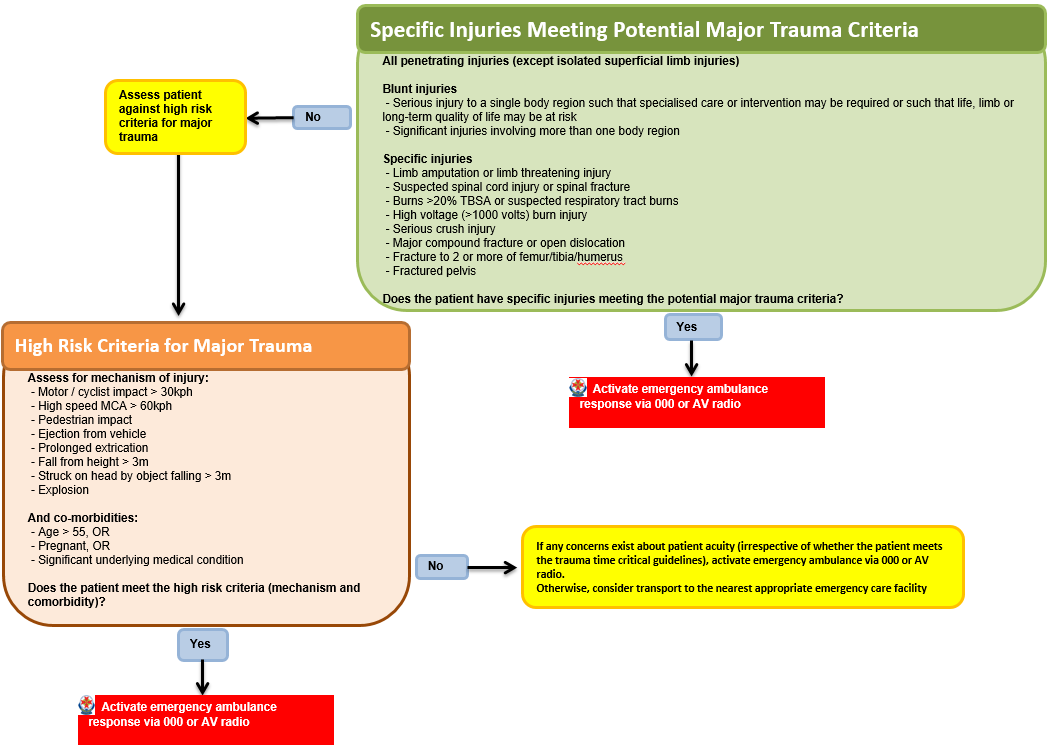 Specific Injuries Meeting Potential Major Trauma Criteria
All penetrating injuries (except isolated superficial limb injuries)
Blunt injuries
- Serious injury to a single body region such that specialised care or intervention may be required or such that life, limb or
long-term quality of life may be at risk
- Significant injuries involving more than one body region
Specific injuries
- Limb amputation or limb threatening injury
- Suspected spinal cord injury or spinal fracture
- Burns >20% TBSA or suspected respiratory tract burns
- High voltage (>1000 volts) burn injury
- Serious crush injury
- Major compound fracture or open dislocation
- Fracture to 2 or more of femur/tibia/humerus
- Fractured pelvis
Does the patient have specific injuries meeting the potential major trauma criteria?
No
Assess patient
against high risk
criteria for major
trauma
Yes
Activate emergency ambulance
response via 000 or AV radio
High Risk Criteria for Major Trauma
Assess for mechanism of injury:
- Motor / cyclist impact > 30kph
- High speed MCA > 60kph
- Pedestrian impact
- Ejection from vehicle
- Prolonged extrication
- Fall from height > 3m
- Struck on head by object falling > 3m
- Explosion
And co-morbidities:
- Age > 55, OR
- Pregnant, OR
- Significant underlying medical condition
Does the patient meet the high risk criteria (mechanism and
comorbidity)?
No
If any concerns exist about patient acuity (irrespective of whether the patient meets
the trauma time critical guidelines), activate emergency ambulance via 000 or AV
radio.
Otherwise, consider transport to the nearest appropriate emergency care facility
Yes
Activate emergency ambulance
response via 000 or AV radio